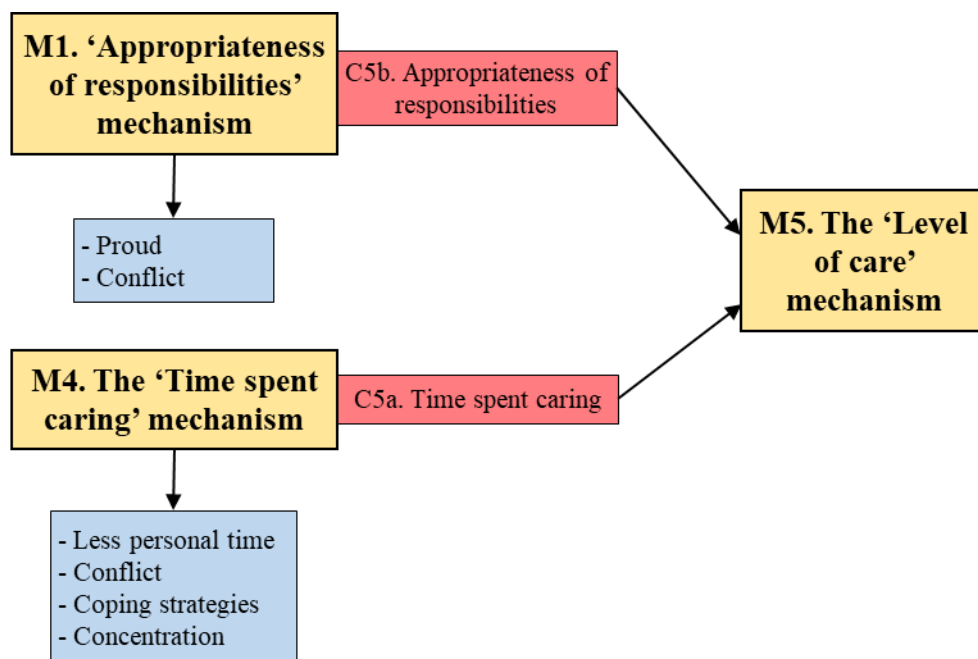 M1. ‘Appropriateness
of responsibilities’
mechanism
C5b. Appropriateness of
responsibilities
- Proud
- Conflict
M5. The ‘Level
of care’
mechanism
M4. The ‘Time spent
caring’ mechanism
C5a. Time spent caring
- Less personal time
- Conflict
- Coping strategies
- Concentration